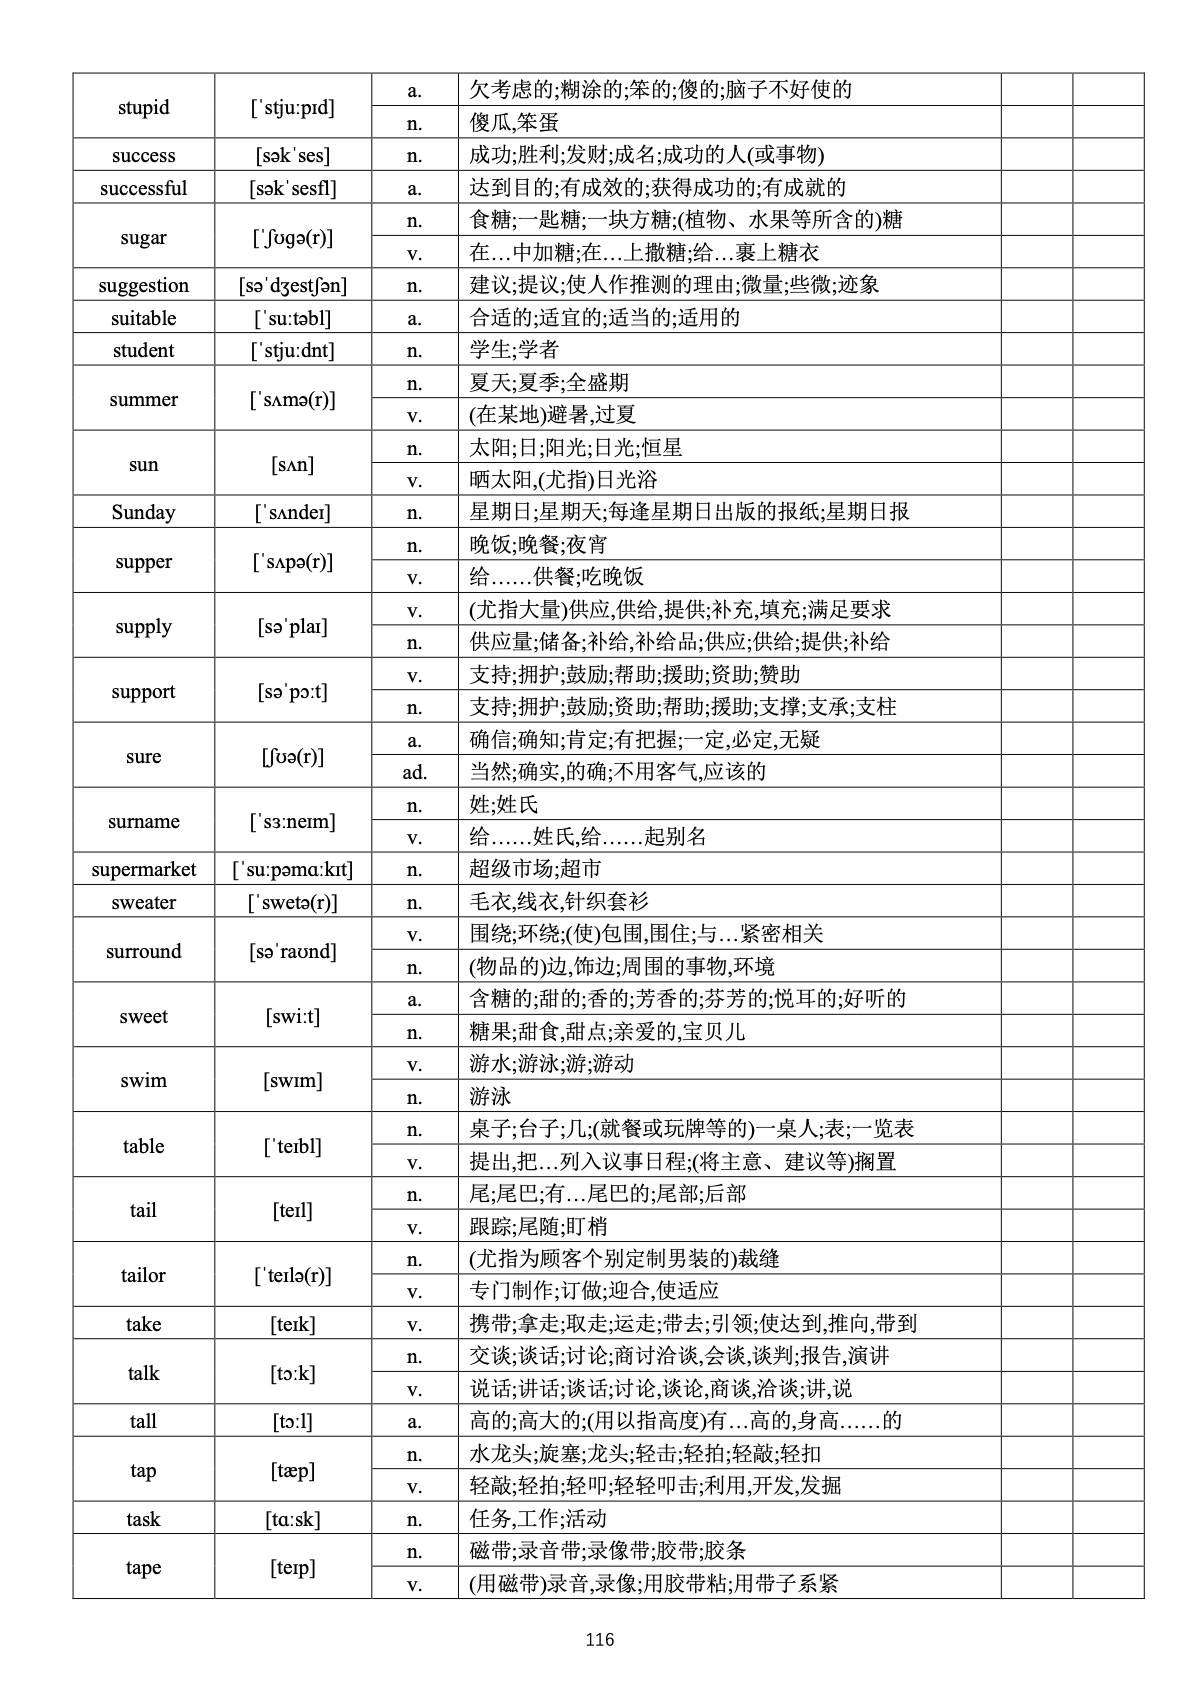 stupid [ˈstjuːpɪd] a. 欠考虑的;糊涂的;笨的;傻的;脑子不好使的
n. 傻瓜,笨蛋
success [səkˈses] n. 成功;胜利;发财;成名;成功的人(或事物)
successful [səkˈsesfl] a. 达到目的;有成效的;获得成功的;有成就的
sugar [ˈʃʊɡə(r)] n. 食糖;一匙糖;一块方糖;(植物、水果等所含的)糖
v. 在…中加糖;在…上撒糖;给…裹上糖衣
suggestion [səˈdʒestʃən] n. 建议;提议;使人作推测的理由;微量;些微;迹象
suitable [ˈsuːtəbl] a. 合适的;适宜的;适当的;适用的
student [ˈstjuːdnt] n. 学生;学者
summer [ˈsʌmə(r)] n. 夏天;夏季;全盛期
v. (在某地)避暑,过夏
sun [sʌn] n. 太阳;日;阳光;日光;恒星
v. 晒太阳,(尤指)日光浴
Sunday [ˈsʌndeɪ] n. 星期日;星期天;每逢星期日出版的报纸;星期日报
supper [ˈsʌpə(r)] n. 晚饭;晚餐;夜宵
v. 给……供餐;吃晚饭
supply [səˈplaɪ] v. (尤指大量)供应,供给,提供;补充,填充;满足要求
n. 供应量;储备;补给,补给品;供应;供给;提供;补给
support [səˈpɔːt] v. 支持;拥护;鼓励;帮助;援助;资助;赞助
n. 支持;拥护;鼓励;资助;帮助;援助;支撑;支承;支柱
sure [ʃʊə(r)] a. 确信;确知;肯定;有把握;一定,必定,无疑
ad. 当然;确实,的确;不用客气,应该的
surname [ˈsɜːneɪm] n. 姓;姓氏
v. 给……姓氏,给……起别名
supermarket [ˈsuːpəmɑːkɪt] n. 超级市场;超市
sweater [ˈswetə(r)] n. 毛衣,线衣,针织套衫
surround [səˈraʊnd] v. 围绕;环绕;(使)包围,围住;与…紧密相关
n. (物品的)边,饰边;周围的事物,环境
sweet [swiːt] a. 含糖的;甜的;香的;芳香的;芬芳的;悦耳的;好听的
n. 糖果;甜食,甜点;亲爱的,宝贝儿
swim [swɪm] v. 游水;游泳;游;游动
n. 游泳
table [ˈteɪbl] n. 桌子;台子;几;(就餐或玩牌等的)一桌人;表;一览表
v. 提出,把…列入议事日程;(将主意、建议等)搁置
tail [teɪl] n. 尾;尾巴;有…尾巴的;尾部;后部
v. 跟踪;尾随;盯梢
tailor [ˈteɪlə(r)] n. (尤指为顾客个别定制男装的)裁缝
v. 专门制作;订做;迎合,使适应
take [teɪk] v. 携带;拿走;取走;运走;带去;引领;使达到,推向,带到
talk [tɔːk] n. 交谈;谈话;讨论;商讨洽谈,会谈,谈判;报告,演讲
v. 说话;讲话;谈话;讨论,谈论,商谈,洽谈;讲,说
tall [tɔːl] a. 高的;高大的;(用以指高度)有…高的,身高……的
tap [tæp] n. 水龙头;旋塞;龙头;轻击;轻拍;轻敲;轻扣
v. 轻敲;轻拍;轻叩;轻轻叩击;利用,开发,发掘
task [tɑːsk] n. 任务,工作;活动
tape [teɪp] n. 磁带;录音带;录像带;胶带;胶条
v. (用磁带)录音,录像;用胶带粘;用带子系紧
116